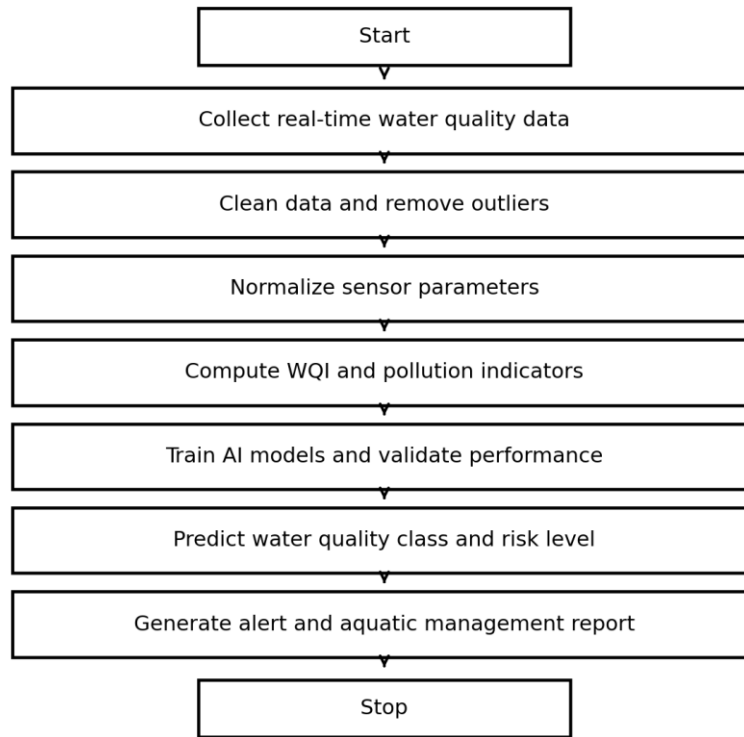 Start
Collect real-time water quality data
Clean data and remove outliers
Normalize sensor parameters
Compute WQI and pollution indicators
Train AI models and validate performance
Predict water quality class and risk level
Generate alert and aquatic management report
Stop